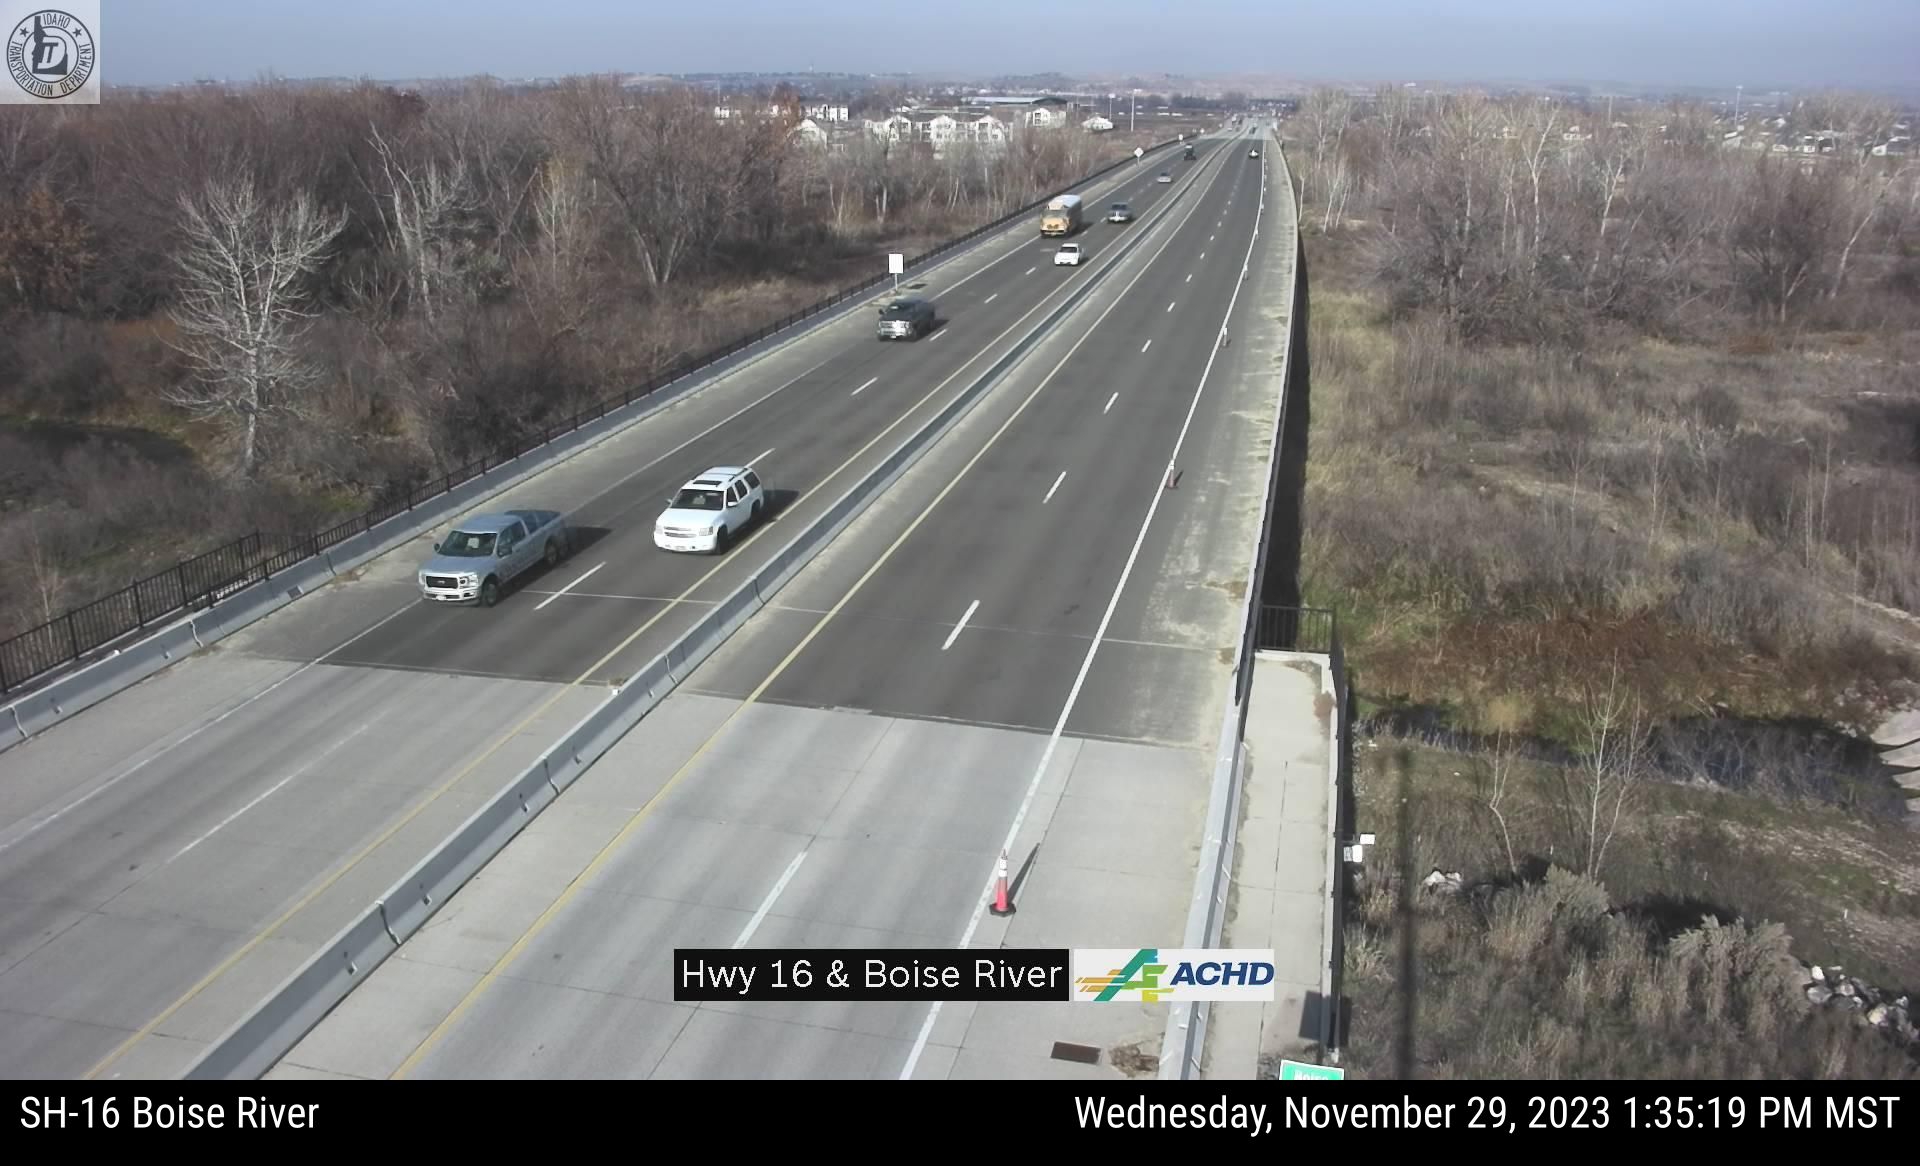 IDAHO
TRANSPORTATION DEPARTMENT
Hwy 16 & Boise River
ACHD
SH-16 Boise River
Wednesday, November 29, 2023 1:35:19 PM MST